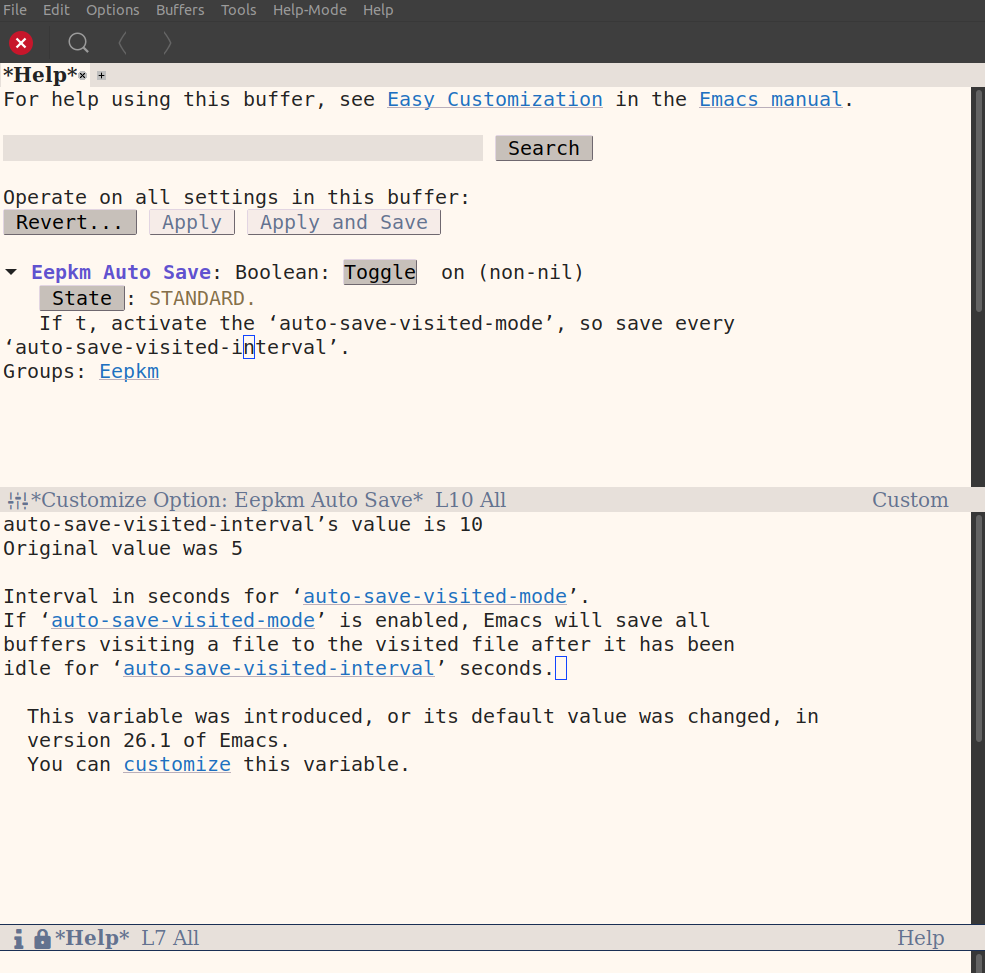 File Edit Options Buffers Tools Help-Mode Help
*Help*
For help using this buffer, see Easy Customization in the Emacs manual.
Search
Operate on all settings in this buffer:
Revert... Apply Apply and Save
Eepkm Auto Save: Boolean: Toggle on (non-nil)
State : STANDARD.
If t, activate the ‘auto-save-visited-mode’, so save every
‘auto-save-visited-interval’.
Groups: Eepkm
*Customize Option: Eepkm Auto Save* L10 All Custom
auto-save-visited-interval’s value is 10
Original value was 5
Interval in seconds for ‘auto-save-visited-mode’.
If ‘auto-save-visited-mode’ is enabled, Emacs will save all
buffers visiting a file to the visited file after it has been
idle for ‘auto-save-visited-interval’ seconds.
This variable was introduced, or its default value was changed, in
version 26.1 of Emacs.
You can customize this variable.
*Help* L7 All Help